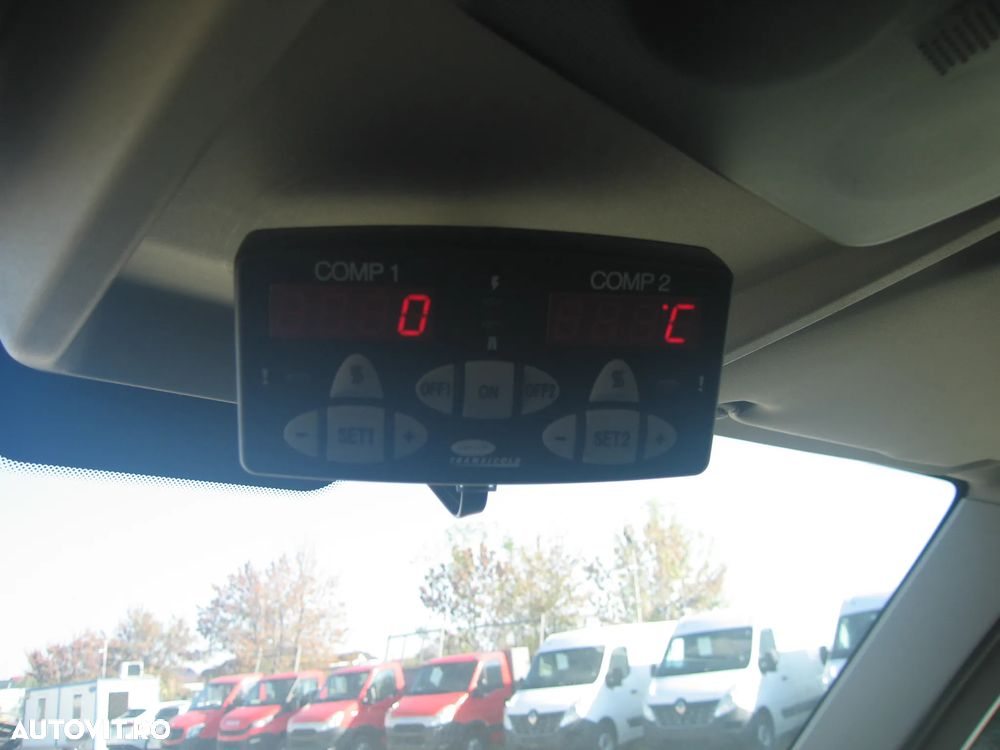 COMP 1
COMP 2
0
°C
OFF1 ON OFF2
- SET1 +
- SET2 +
TRANSICOLD
AUTOVIT.RO